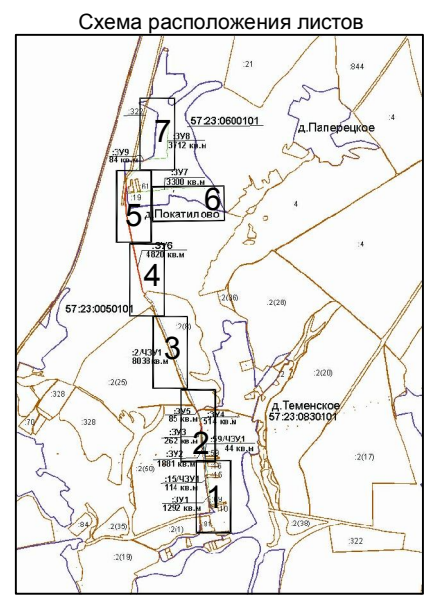 Схема расположения листов
:21
:844
:322
7
57:23:0600101
:4
:ЗУ8
3712 кв.м
д.Паперецкое
:ЗУ9
84 кв.м
:ЗУ7
3300 кв.м
:61
:19
5
6
4
д.Покатилово
:ЗУ6
4820 кв.м
:4
4
:2(36)
:2(28)
57:23:0050101
3
:2/ЧЗУ1
8038 кв.м
:2(25)
:2(20)
:328
:328
:ЗУ5
85 кв.м
:ЗУ4
514 кв.м
д.Теменское
57:23:0830101
:ЗУ3
262 кв.м
2
:59/ЧЗУ1
44 кв.м
:ЗУ2
1881 кв.м
:2(17)
:15/ЧЗУ1
114 кв.м
1
:ЗУ1
1292 кв.м
:84
:2(35)
:2(1)
:2(38)
:322
:2(19)